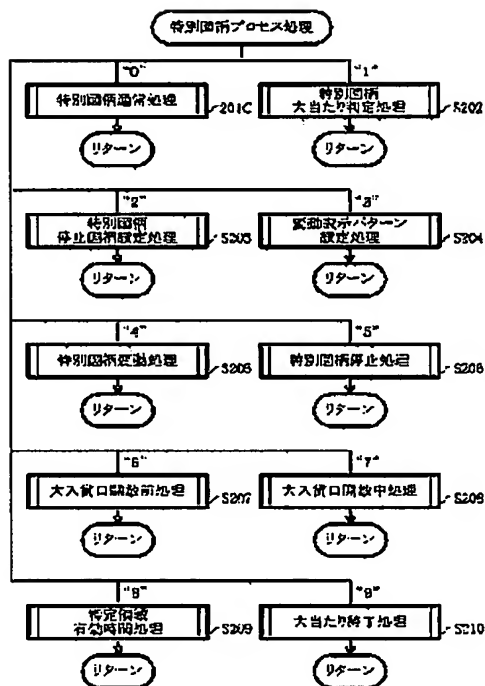 特別図柄プロセス処理
"0"
"1"
特別図柄通常処理
特別図柄
大当たり判定処理
S202
リターン
リターン
"2"
"3"
特別図柄
停止図柄設定処理
S203
変動表示パターン
設定処理
S204
リターン
リターン
"4"
"5"
特別図柄変動処理
S205
特別図柄停止処理
S206
リターン
リターン
"6"
"7"
大入賞口開放前処理
S207
大入賞口開放中処理
S208
リターン
リターン
"8"
"9"
特定領域
有効時間処理
S209
大当たり終了処理
S210
リターン
リターン